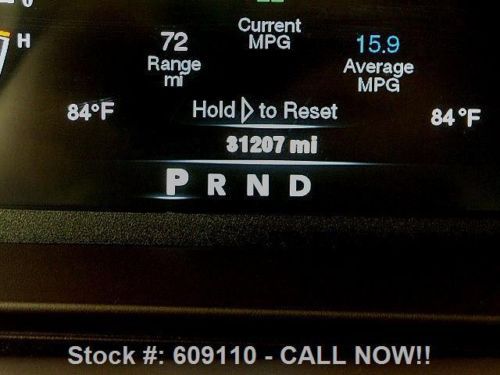 H
Current
72 MPG 15.9
Range Average
mi MPG
84°F Hold ▷ to Reset 84°F
31207 mi
P R N D
Stock #: 609110 - CALL NOW!!